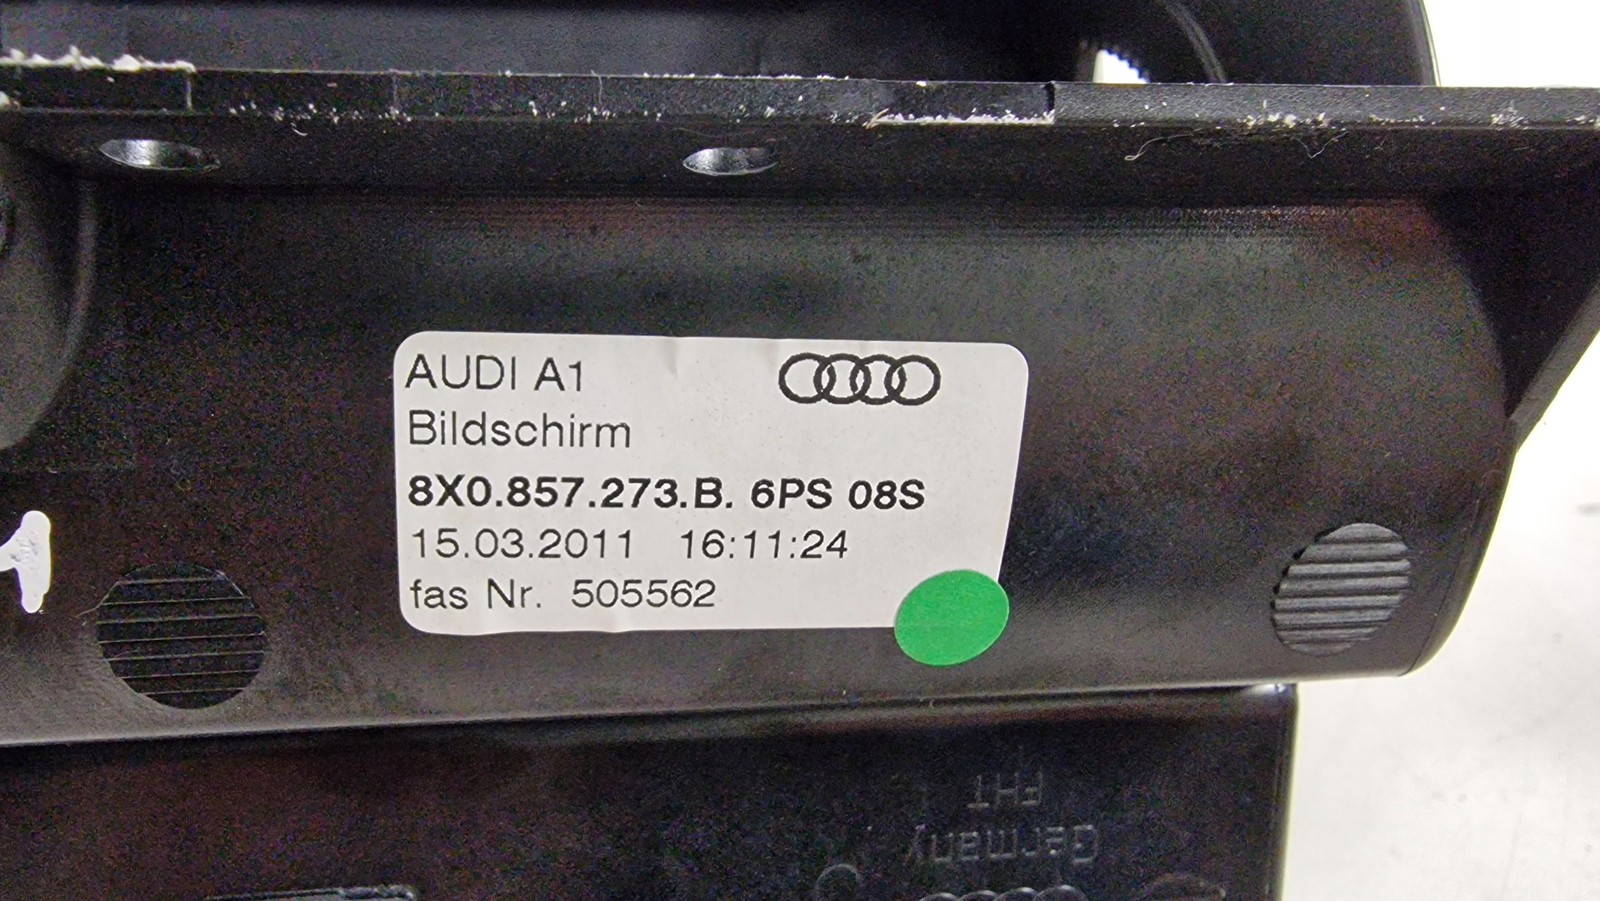 AUDI A1
Bildschirm
8X0.857.273.B. 6PS 08S
15.03.2011 16:11:24
fas Nr. 505562
1
Germany
FHT